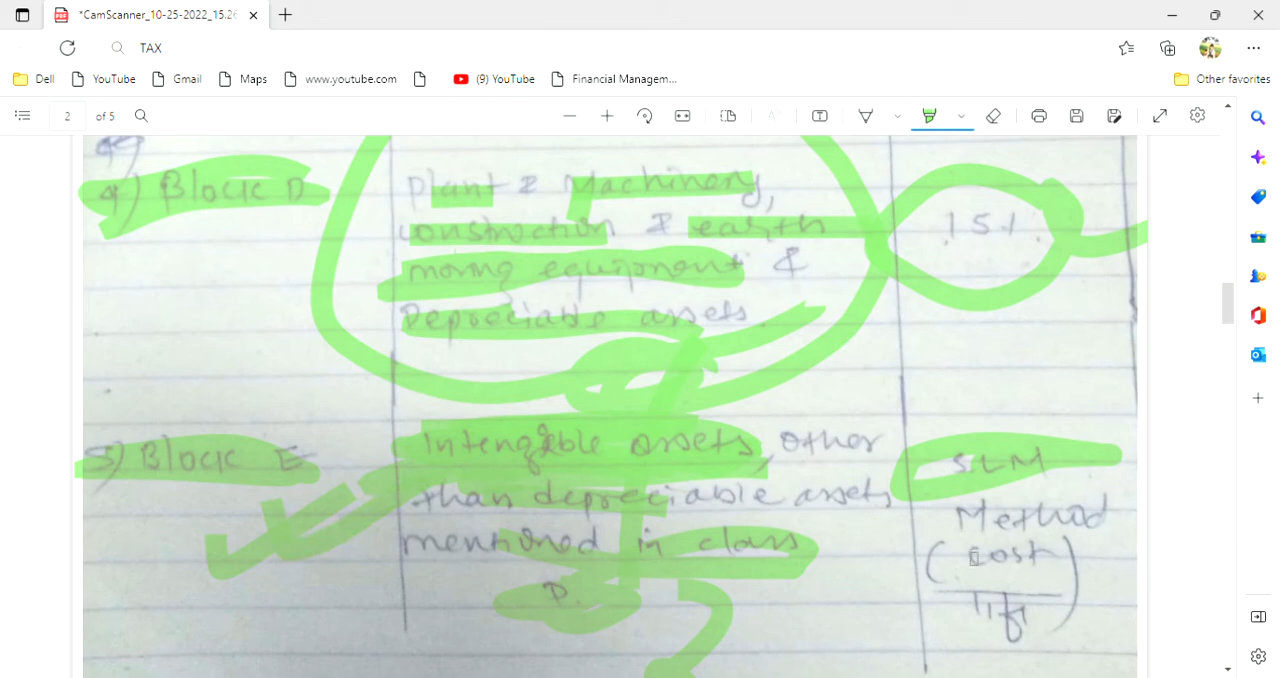 *CamScanner_10-25-2022_15.26
TAX
Dell YouTube Gmail Maps www.youtube.com (9) YouTube Financial Managem... Other favorites
2 of 5
4) Block D Plant & Machinery, 15%.
construction & earth
moving equipment &
Depreciable assets.
5) Block E Intengible assets, other SLM
than depreciable assets Method
mentioned in class (Cost
D. life)